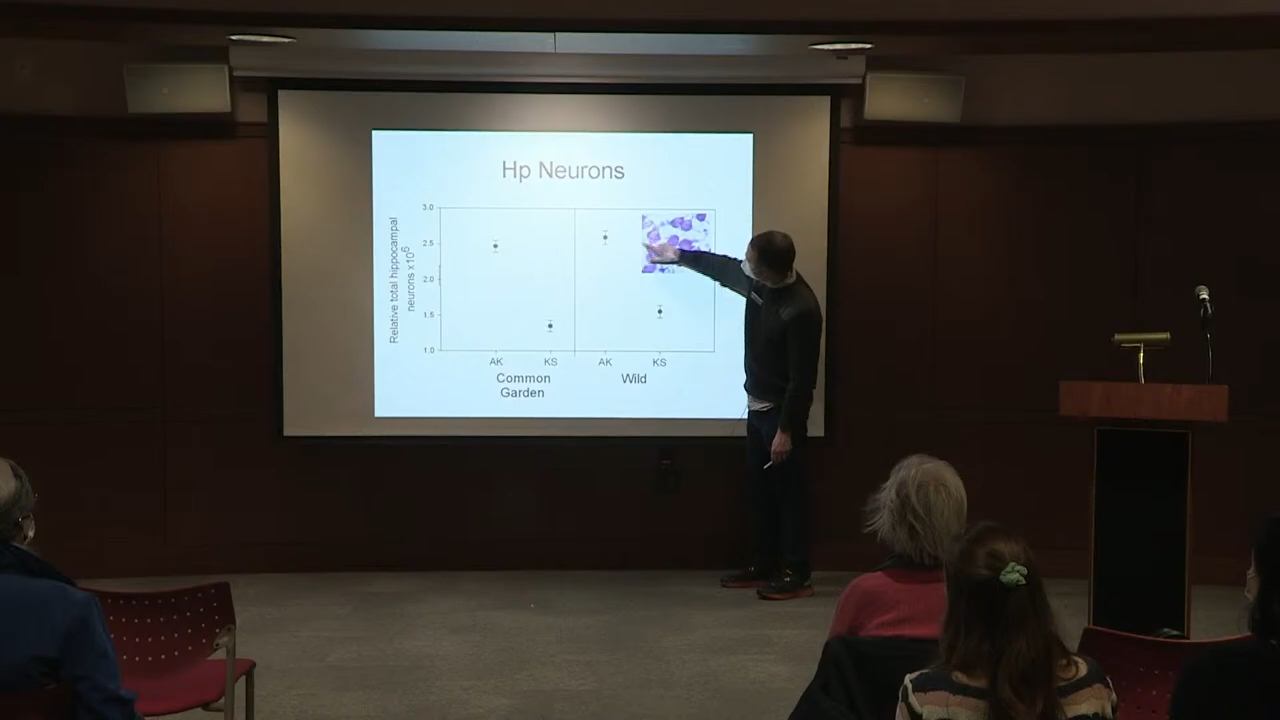 Hp Neurons
Relative total hippocampal
neurons x10⁶
3.0
2.5
2.0
1.5
1.0
AK
KS
AK
KS
Common
Garden
Wild